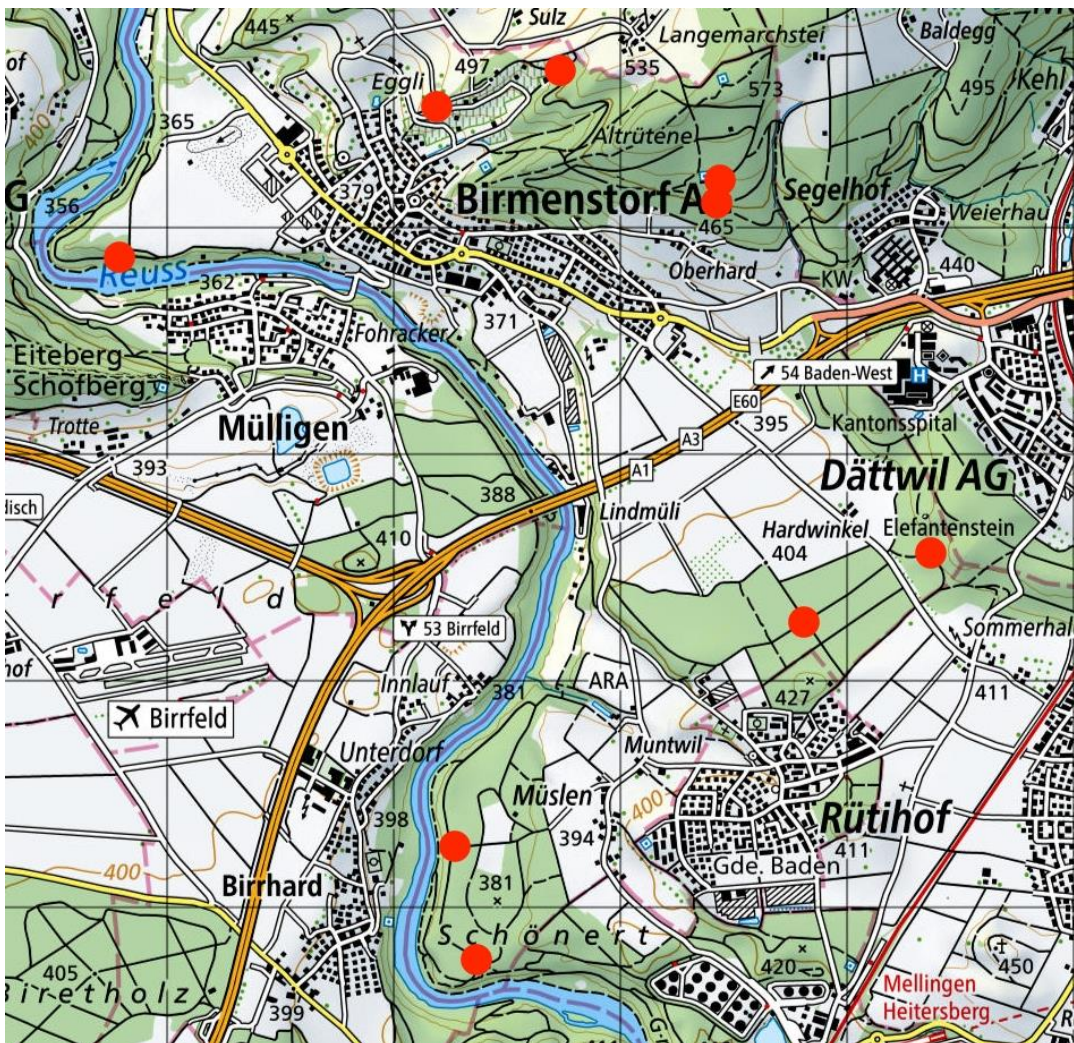 Sulz
Langemarchstei
Baldegg
445
Eggli
497
535
573
495
Kehl
400
365
Altrütene
379
Birmenstorf A
Segelhof
G
356
465
Weierhau
Reuss
362
Oberhard
KW
440
371
Fohracker
Eiteberg
Schofberg
54 Baden-West
H
E60
Trotte
Mülligen
395
Kantonsspital
A3
393
A1
Dättwil AG
388
disch
Lindmüli
Hardwinkel
Elefantenstein
410
404
r f e l d
53 Birrfeld
Sommerhal
hof
Innlauf
381
ARA
427
411
Birrfeld
Unterdorf
Muntwil
Müslen
400
398
394
Rütihof
411
Gde. Baden
400
Birrhard
381
Schönert
405
420
450
Biretholz
Mellingen
Heitersberg
399